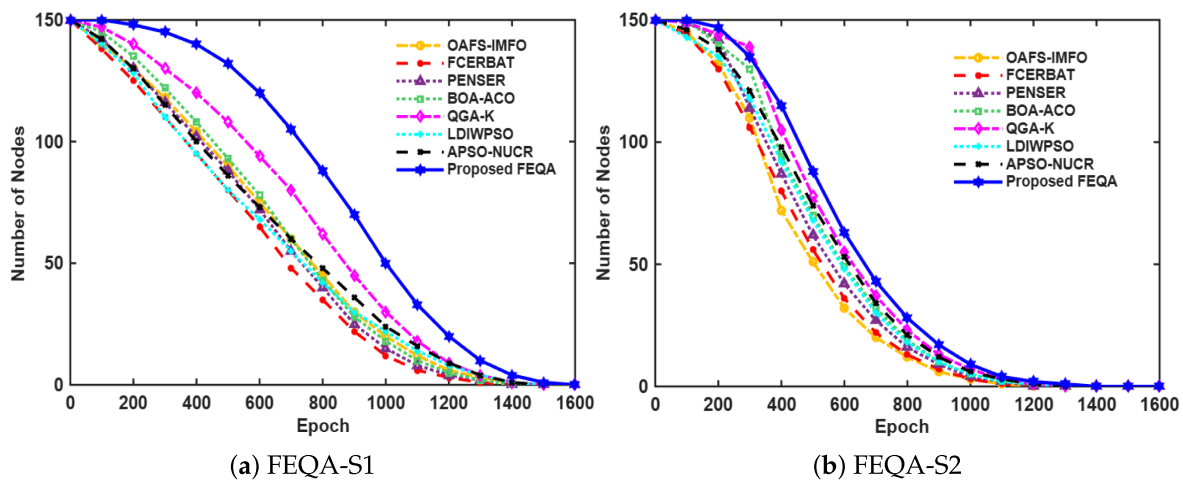 150
100
50
0
Number of Nodes
OAFS-IMFO
FCERBAT
PENSER
BOA-ACO
QGA-K
LDIWPSO
APSO-NUCR
Proposed FEQA
0 200 400 600 800 1000 1200 1400 1600
Epoch
(a) FEQA-S1
150
100
50
0
Number of Nodes
OAFS-IMFO
FCERBAT
PENSER
BOA-ACO
QGA-K
LDIWPSO
APSO-NUCR
Proposed FEQA
0 200 400 600 800 1000 1200 1400 1600
Epoch
(b) FEQA-S2